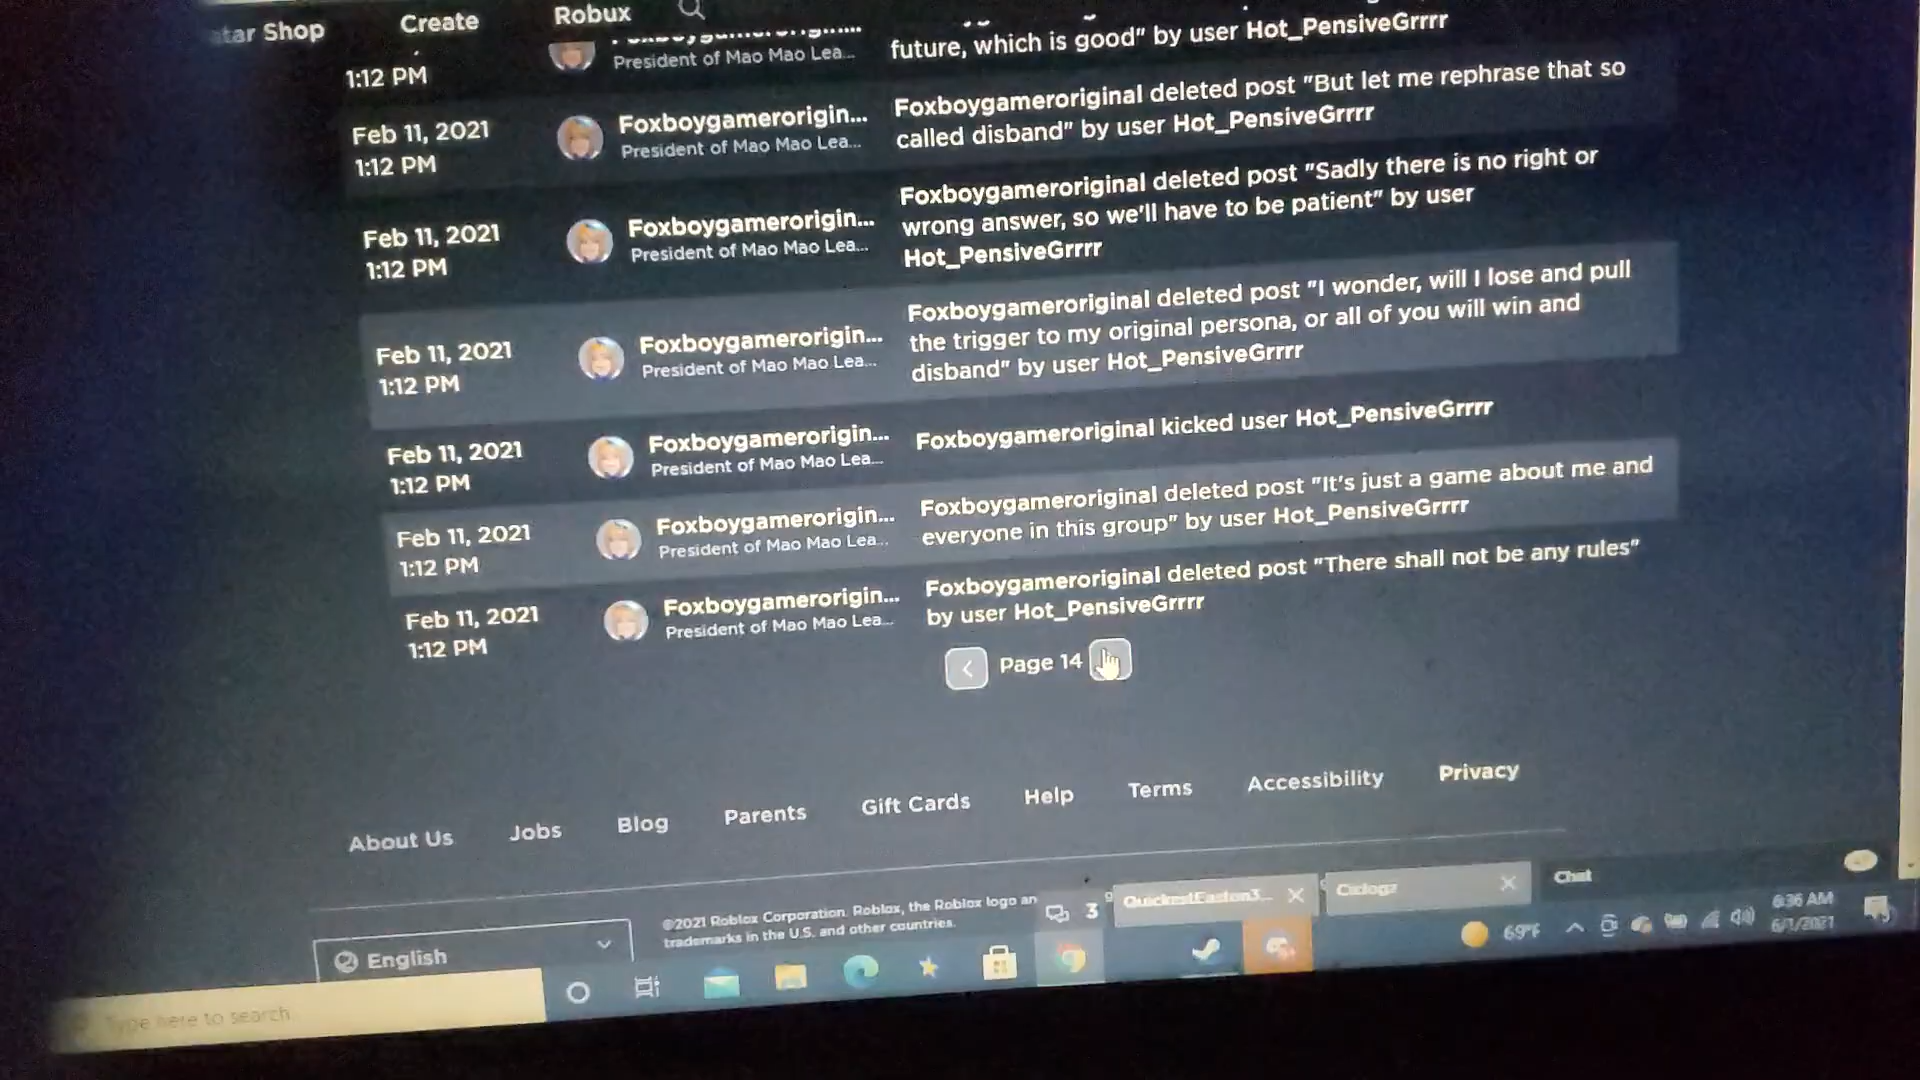 atar Shop
Create
Robux
1:12 PM
President of Mao Mao Lea...
future, which is good" by user Hot_PensiveGrrrr
Feb 11, 2021
1:12 PM
Foxboygamerorigin...
President of Mao Mao Lea...
Foxboygameroriginal deleted post "But let me rephrase that so
called disband" by user Hot_PensiveGrrrr
Feb 11, 2021
1:12 PM
Foxboygamerorigin...
President of Mao Mao Lea...
Foxboygameroriginal deleted post "Sadly there is no right or
wrong answer, so we'll have to be patient" by user
Hot_PensiveGrrrr
Feb 11, 2021
1:12 PM
Foxboygamerorigin...
President of Mao Mao Lea...
Foxboygameroriginal deleted post "I wonder, will I lose and pull
the trigger to my original persona, or all of you will win and
disband" by user Hot_PensiveGrrrr
Feb 11, 2021
1:12 PM
Foxboygamerorigin...
President of Mao Mao Lea...
Foxboygameroriginal kicked user Hot_PensiveGrrrr
Feb 11, 2021
1:12 PM
Foxboygamerorigin...
President of Mao Mao Lea...
Foxboygameroriginal deleted post "It's just a game about me and
everyone in this group" by user Hot_PensiveGrrrr
Feb 11, 2021
1:12 PM
Foxboygamerorigin...
President of Mao Mao Lea...
Foxboygameroriginal deleted post "There shall not be any rules"
by user Hot_PensiveGrrrr
Page 14
About Us
Jobs
Blog
Parents
Gift Cards
Help
Terms
Accessibility
Privacy
©2021 Roblox Corporation. Roblox, the Roblox logo an
trademarks in the U.S. and other countries.
English
3
QuickestEaston3...
Chat
69°F
6:36 AM
6/1/2021
Type here to search